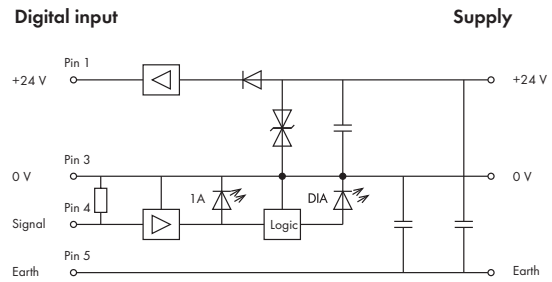 Digital input
Supply
Pin 1
+24 V
+24 V
Pin 3
0 V
0 V
1A
DIA
Pin 4
Signal
Logic
Pin 5
Earth
Earth